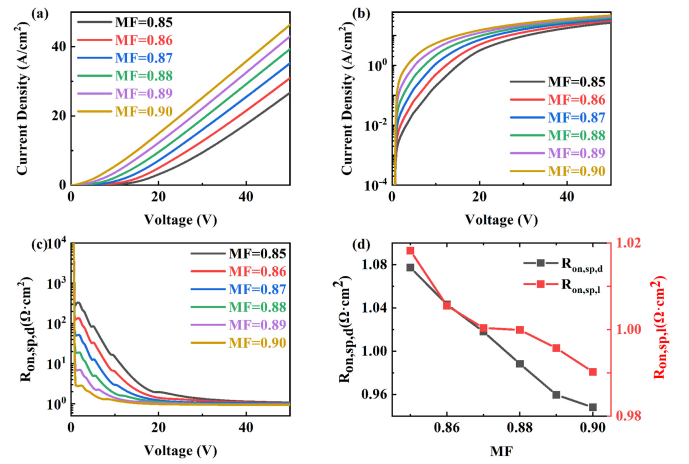 (a)
MF=0.85
MF=0.86
MF=0.87
MF=0.88
MF=0.89
MF=0.90
40
20
0
0 10 20 30 40 50
Current Density (A/cm²)
Voltage (V)
(b)
MF=0.85
MF=0.86
MF=0.87
MF=0.88
MF=0.89
MF=0.90
10⁰
10⁻²
10⁻⁴
0 20 40
Current Density (A/cm²)
Voltage (V)
(c)
MF=0.85
MF=0.86
MF=0.87
MF=0.88
MF=0.89
MF=0.90
10⁴
10³
10²
10¹
10⁰
0 10 20 30 40 50
Ron,sp,d(Ω·cm²)
Voltage (V)
(d)
Ron,sp,d
Ron,sp,l
1.08
1.04
1.00
0.96
1.02
1.00
0.98
0.86 0.88 0.90
Ron,sp,d(Ω·cm²)
Ron,sp,l(Ω·cm²)
MF